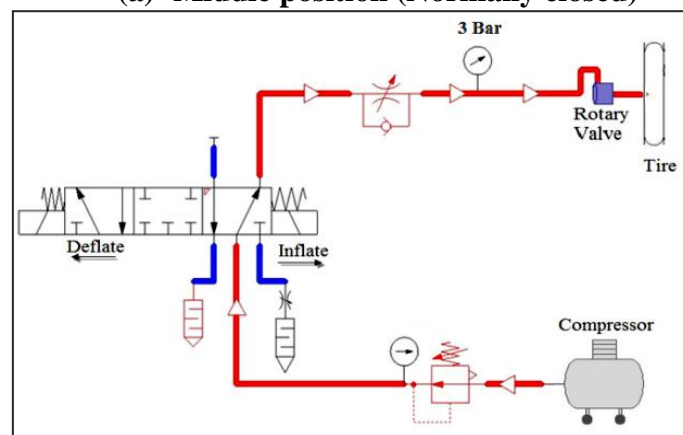 (a) Middle position (Normally closed)
3 Bar
Rotary
Valve
Tire
Deflate
Inflate
Compressor